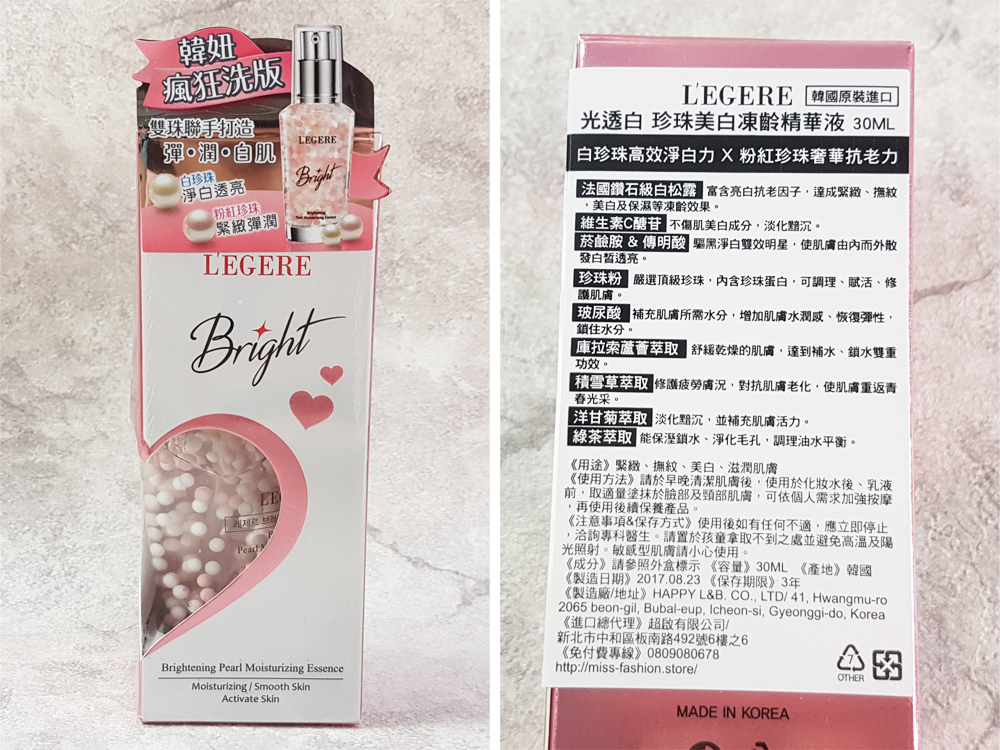 韓妞
瘋狂洗版
雙珠聯手打造
彈•潤•白肌
白珍珠
淨白透亮
粉紅珍珠
緊緻彈潤
LEGERE
Bright
Brightening
Pearl Moisturizing Essence
L'EGERE
Bright
LE
레제르 브라
Pearl M
Brightening Pearl Moisturizing Essence
Moisturizing / Smooth Skin
Activate Skin
L'EGERE 韓國原裝進口
光透白 珍珠美白凍齡精華液 30ML
白珍珠高效淨白力 X 粉紅珍珠奢華抗老力
法國鑽石級白松露 富含亮白抗老因子，達成緊緻、撫紋
，美白及保濕等凍齡效果。
維生素C醣苷 不傷肌美白成分，淡化黯沉。
菸鹼胺 & 傳明酸 驅黑淨白雙效明星，使肌膚由內而外散
發白皙透亮。
珍珠粉 嚴選頂級珍珠，內含珍珠蛋白，可調理、賦活、修
護肌膚。
玻尿酸 補充肌膚所需水分，增加肌膚水潤感、恢復彈性，
鎖住水分。
庫拉索蘆薈萃取 舒緩乾燥的肌膚，達到補水、鎖水雙重
功效。
積雪草萃取 修護疲勞膚況，對抗肌膚老化，使肌膚重返青
春光采。
洋甘菊萃取 淡化黯沉，並補充肌膚活力。
綠茶萃取 能保溼鎖水、淨化毛孔，調理油水平衡。
《用途》緊緻、撫紋、美白、滋潤肌膚
《使用方法》請於早晚清潔肌膚後，使用於化妝水後、乳液
前，取適量塗抹於臉部及頸部肌膚，可依個人需求加強按摩
，再使用後續保養產品。
《注意事項&保存方式》使用後如有任何不適，應立即停止
，洽詢專科醫生。請置於孩童拿取不到之處並避免高溫及陽
光照射。敏感型肌膚請小心使用。
《成分》請參照外盒標示 《容量》30ML 《產地》韓國
《製造日期》2017.08.23 《保存期限》3年
《製造廠/地址》HAPPY L&B. CO., LTD/ 41, Hwangmu-ro
2065 beon-gil, Bubal-eup, Icheon-si, Gyeonggi-do, Korea
《進口總代理》超啟有限公司/
新北市中和區板南路492號6樓之6
《免付費專線》0809080678
http://miss-fashion.store/
7
OTHER
MADE IN KOREA